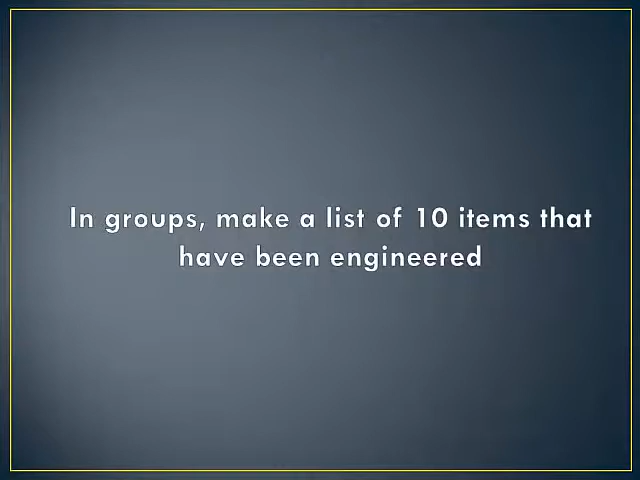 In groups, make a list of 10 items that
have been engineered